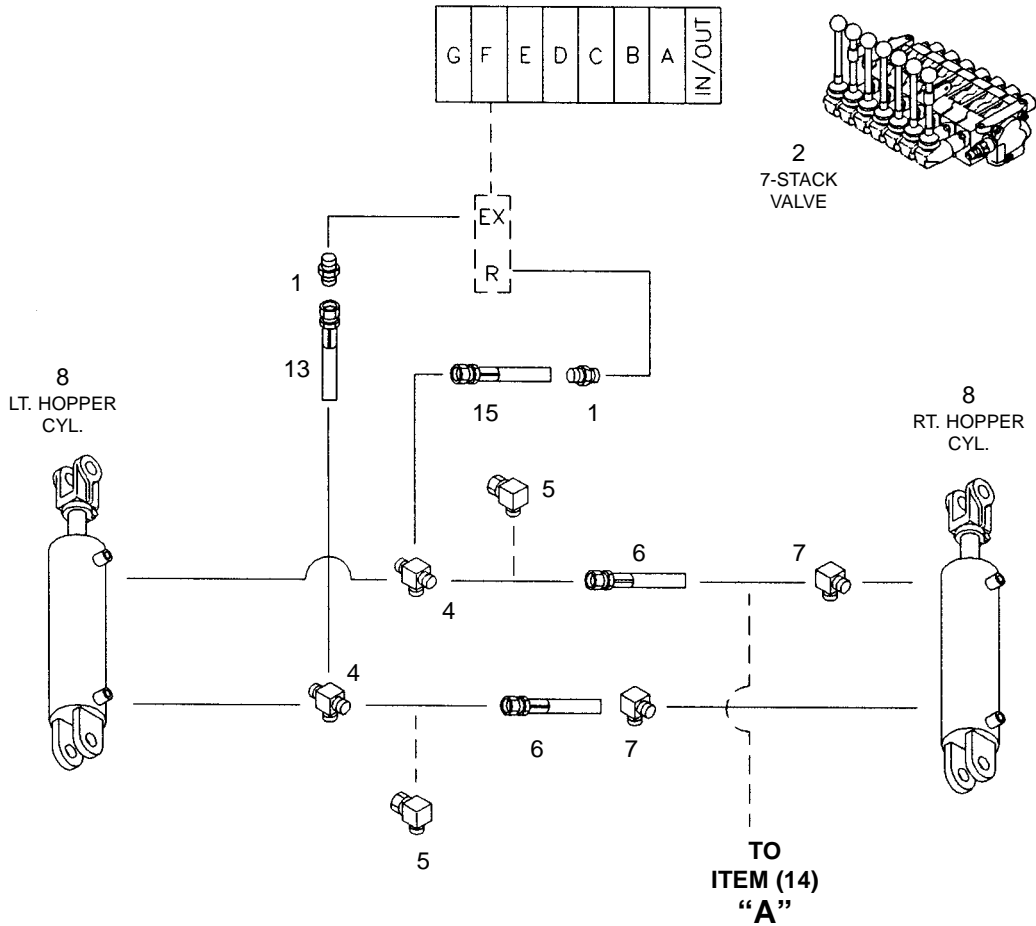 G F E D C B A IN/OUT
2
7-STACK
VALVE
EX
R
1
13
15
1
8
LT. HOPPER
CYL.
8
RT. HOPPER
CYL.
5
6
7
4
4
6
7
5
TO
ITEM (14)
“A”